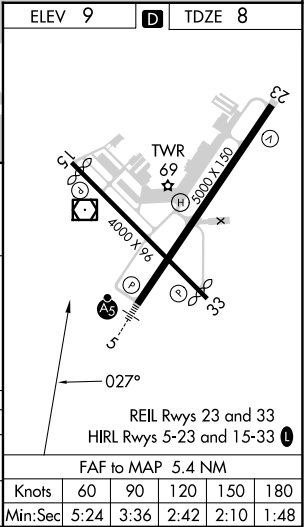 ELEV 9 D TDZE 8
23
V
TWR
69
H
5000 X 150
15
P
4000 X 96
X
P
P
33
A5
5
027°
REIL Rwys 23 and 33
HIRL Rwys 5-23 and 15-33 L
FAF to MAP 5.4 NM
Knots 60 90 120 150 180
Min:Sec 5:24 3:36 2:42 2:10 1:48